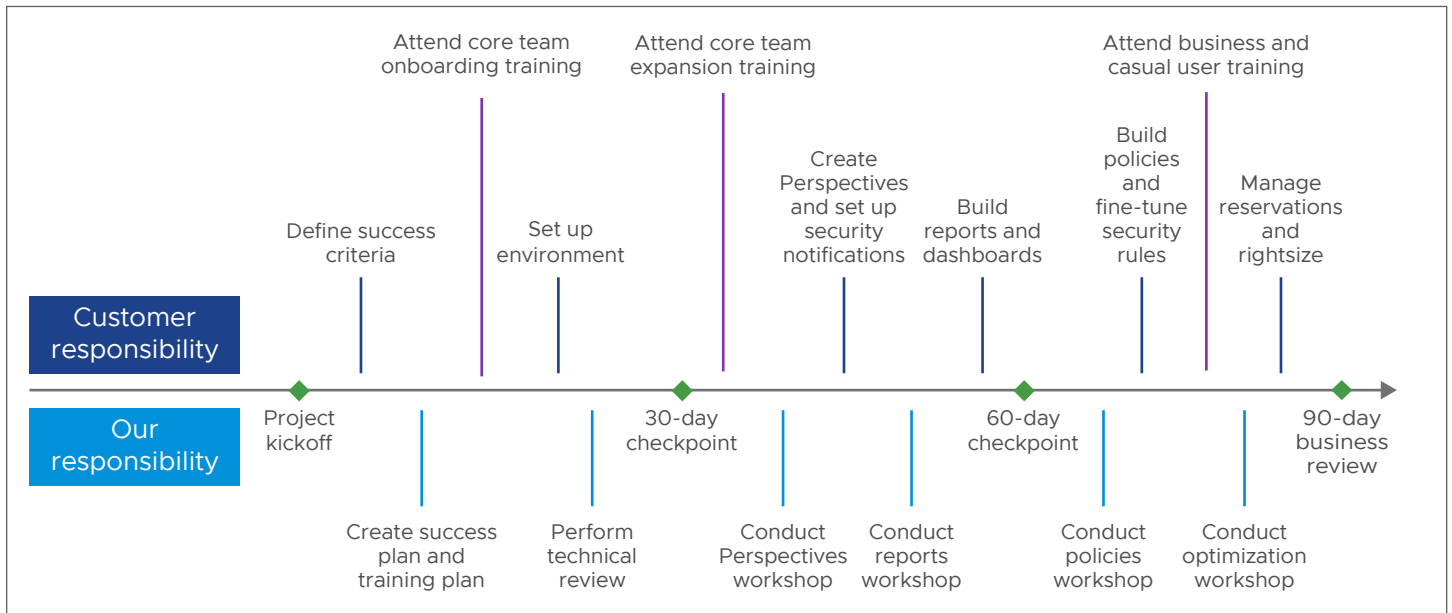 Attend core team
onboarding training
Attend core team
expansion training
Attend business and
casual user training
Define success
criteria
Set up
environment
Create
Perspectives
and set up
security
notifications
Build
reports and
dashboards
Build
policies
and
fine-tune
security
rules
Manage
reservations
and
rightsize
Customer
responsibility
Our
responsibility
Project
kickoff
30-day
checkpoint
60-day
checkpoint
90-day
business
review
Create success
plan and
training plan
Perform
technical
review
Conduct
Perspectives
workshop
Conduct
reports
workshop
Conduct
policies
workshop
Conduct
optimization
workshop